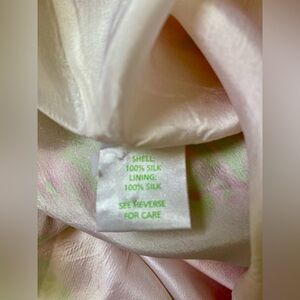 SHELL:
100% SILK
LINING:
100% SILK
SEE REVERSE
FOR CARE